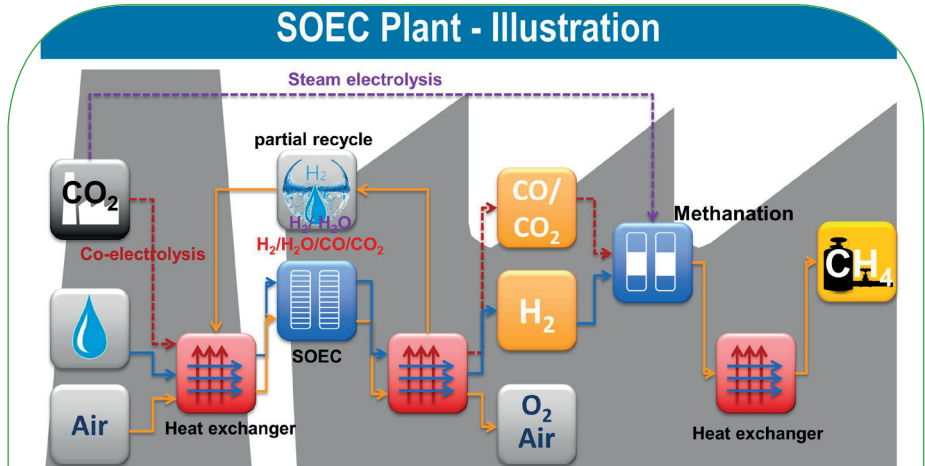 SOEC Plant - Illustration
Steam electrolysis
partial recycle
H₂
CO₂
CO/
CO₂
H₂/H₂O
H₂/H₂O/CO/CO₂
Methanation
Co-electrolysis
CH₄
H₂
SOEC
Air
O₂
Air
Heat exchanger
Heat exchanger